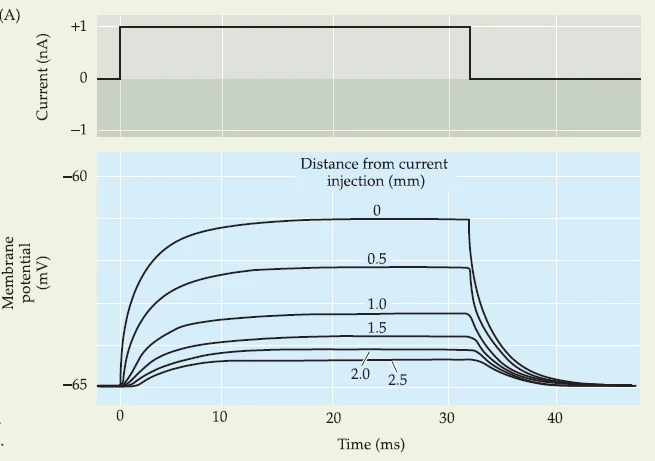 (A)
+1
0
−1
Current (nA)
Distance from current
injection (mm)
−60
−65
Membrane
potential
(mV)
0
0.5
1.0
1.5
2.0
2.5
0
10
20
30
40
Time (ms)